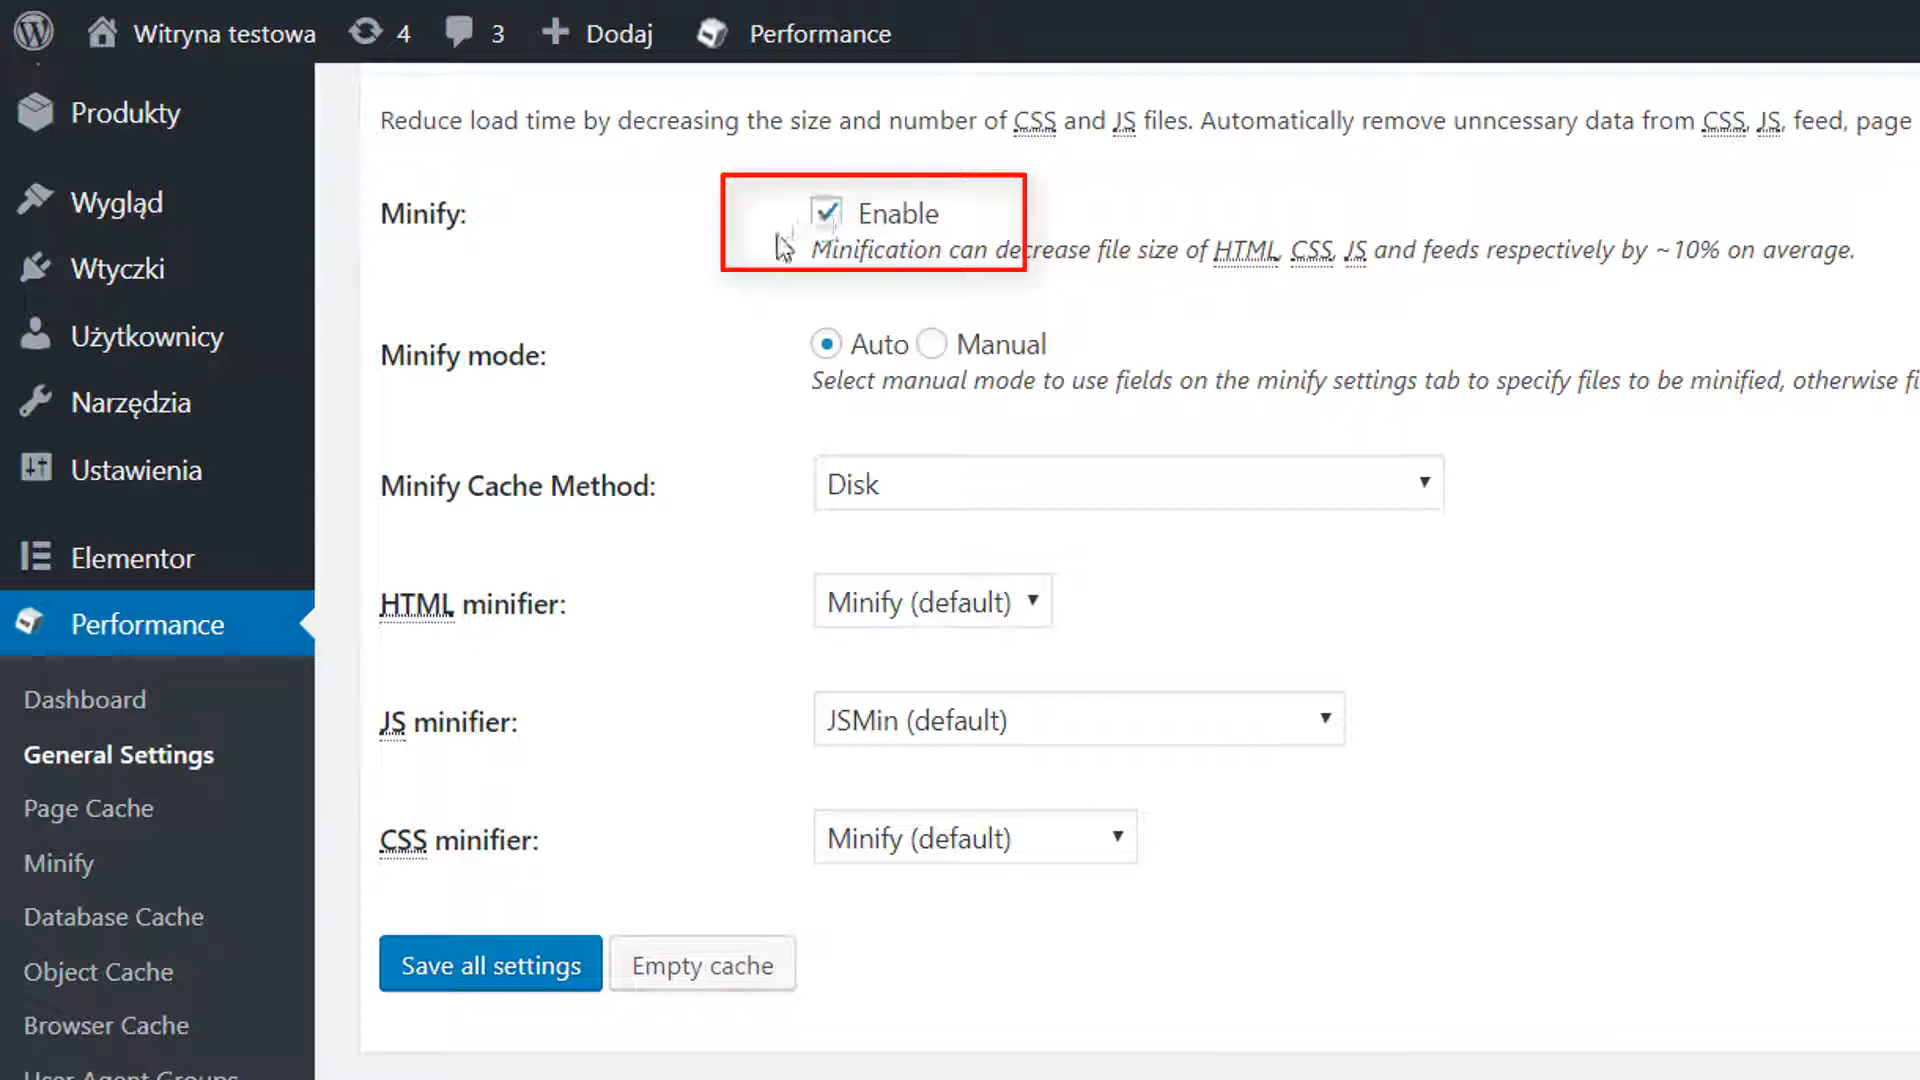 Witryna testowa 4 3 Dodaj Performance
Produkty
Wygląd
Wtyczki
Użytkownicy
Narzędzia
Ustawienia
Elementor
Performance
Dashboard
General Settings
Page Cache
Minify
Database Cache
Object Cache
Browser Cache
User Agent Groups
Reduce load time by decreasing the size and number of CSS and JS files. Automatically remove unncessary data from CSS, JS, feed, page
Minify: Enable
Minification can decrease file size of HTML, CSS, JS and feeds respectively by ~10% on average.
Minify mode: Auto Manual
Select manual mode to use fields on the minify settings tab to specify files to be minified, otherwise fi
Minify Cache Method: Disk
HTML minifier: Minify (default)
JS minifier: JSMin (default)
CSS minifier: Minify (default)
Save all settings Empty cache